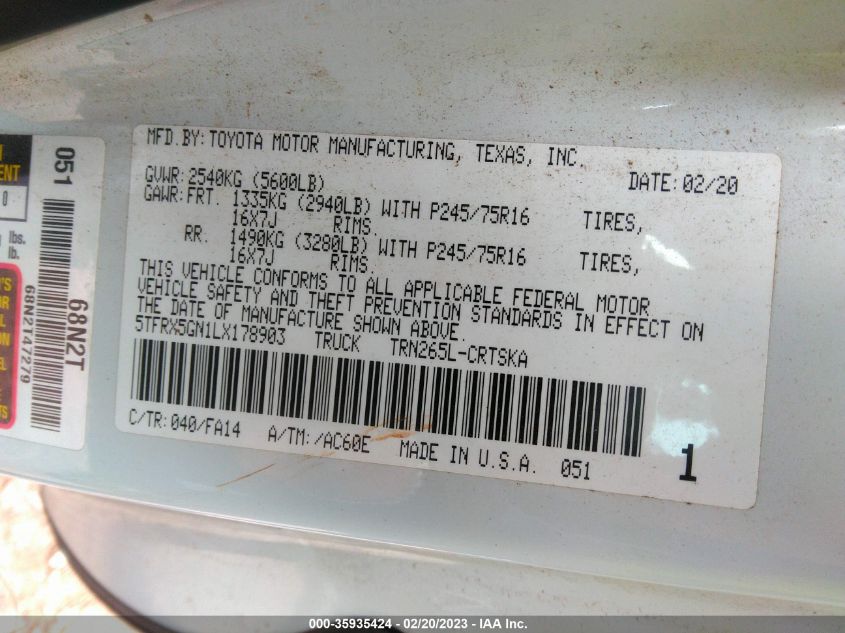 MFD.BY:TOYOTA MOTOR MANUFACTURING, TEXAS, INC.
GVWR:2540KG (5600LB) DATE:02/20
GAWR:FRT. 1335KG (2940LB) WITH P245/75R16 TIRES,
16X7J RIMS.
RR. 1490KG (3280LB) WITH P245/75R16 TIRES,
16X7J RIMS.
THIS VEHICLE CONFORMS TO ALL APPLICABLE FEDERAL MOTOR
VEHICLE SAFETY AND THEFT PREVENTION STANDARDS IN EFFECT ON
THE DATE OF MANUFACTURE SHOWN ABOVE.
5TFRX5GN1LX178903 TRUCK TRN265L-CRTSKA
C/TR:040/FA14 A/TM:/AC60E MADE IN U.S.A. 051
1
051
68N2T
68N2147279
0
lbs.
lb.
000-35935424 - 02/20/2023 - IAA Inc.